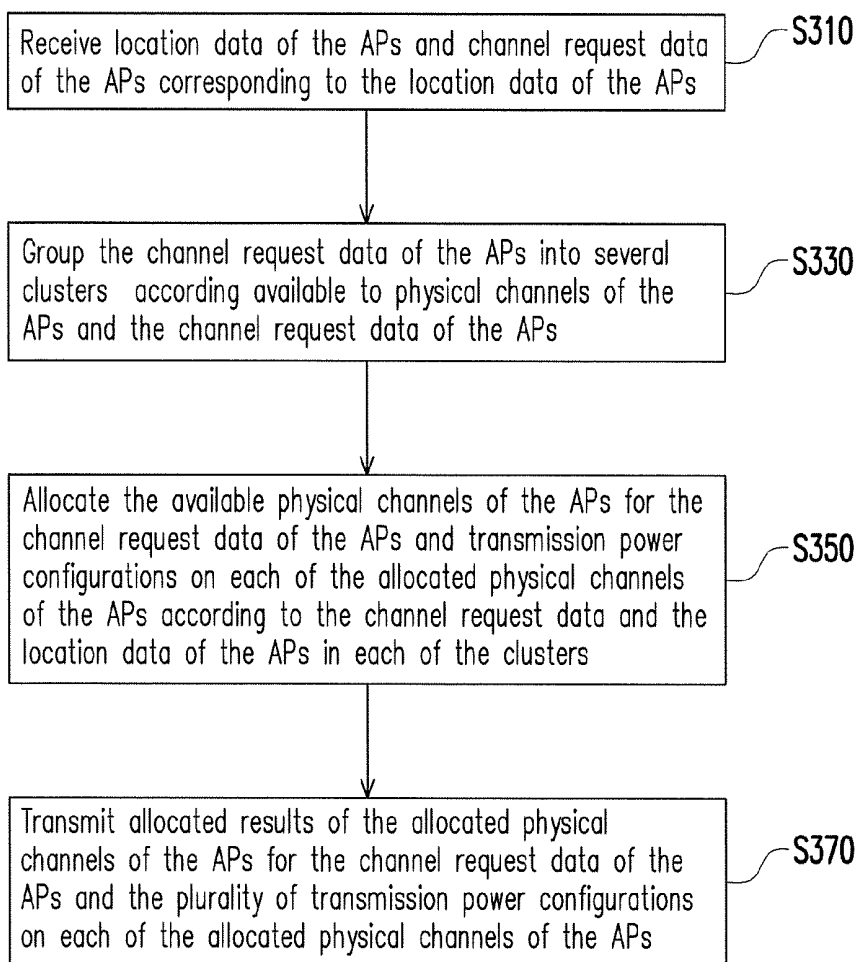 Receive location data of the APs and channel request data
of the APs corresponding to the location data of the APs
S310
Group the channel request data of the APs into several
clusters according available to physical channels of the
APs and the channel request data of the APs
S330
Allocate the available physical channels of the APs for the
channel request data of the APs and transmission power
configurations on each of the allocated physical channels
of the APs according to the channel request data and the
location data of the APs in each of the clusters
S350
Transmit allocated results of the allocated physical
channels of the APs for the channel request data of the
APs and the plurality of transmission power configurations
on each of the allocated physical channels of the APs
S370